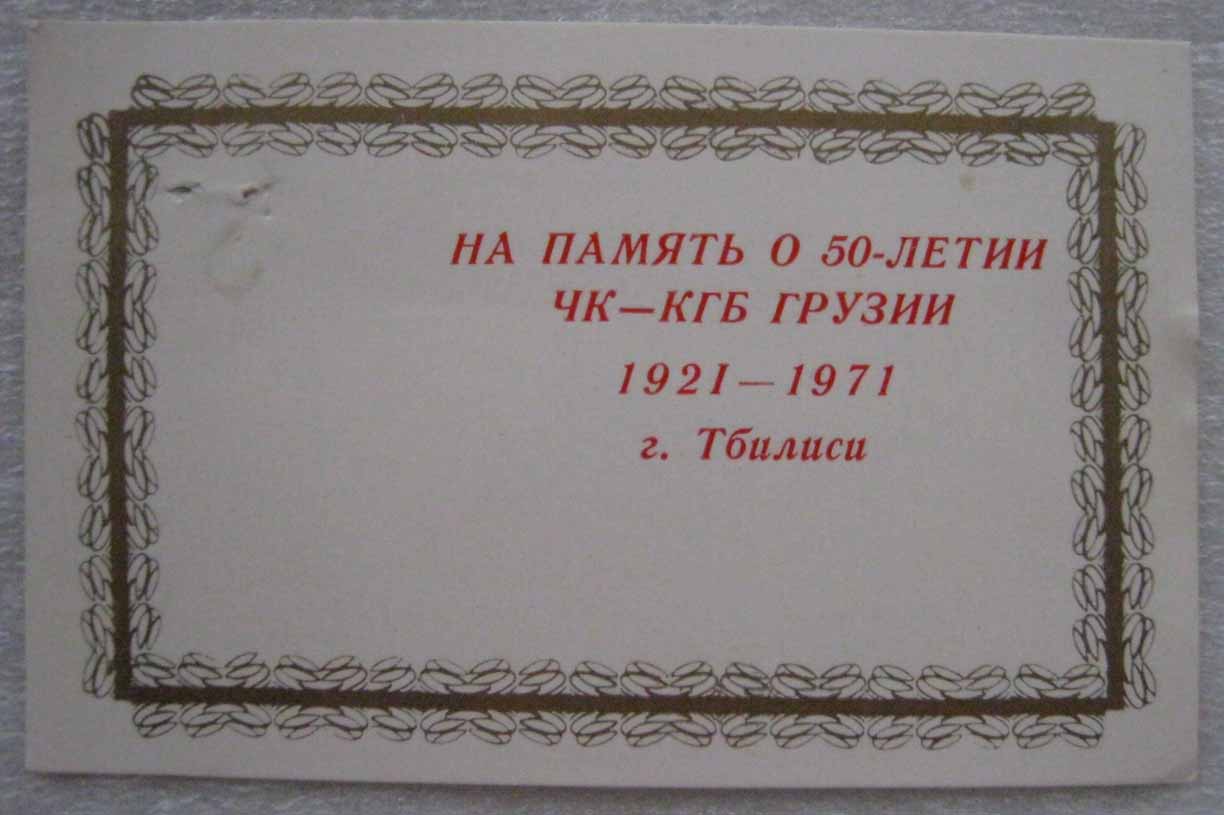 НА ПАМЯТЬ О 50-ЛЕТИИ
ЧК—КГБ ГРУЗИИ
1921—1971
г. Тбилиси